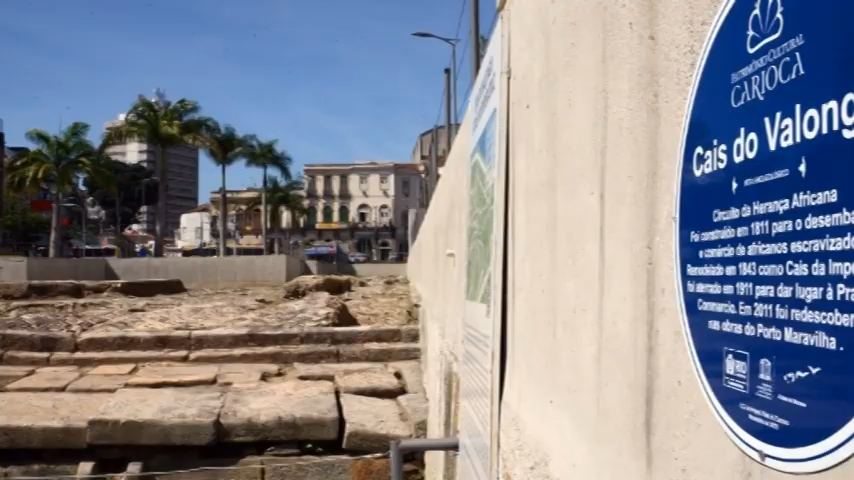 PATRIMÔNIO CULTURAL
CARIOCA
Cais do Valong
Circuito da Herança Africana
Foi construído em 1811 para o desemba
e comércio de africanos escravizado
Remodelado em 1843 como Cais da Impe
foi aterrado em 1911 para dar lugar à Pra
Commercio. Em 2011 foi redescober
nas obras do Porto Maravilha.
RIO